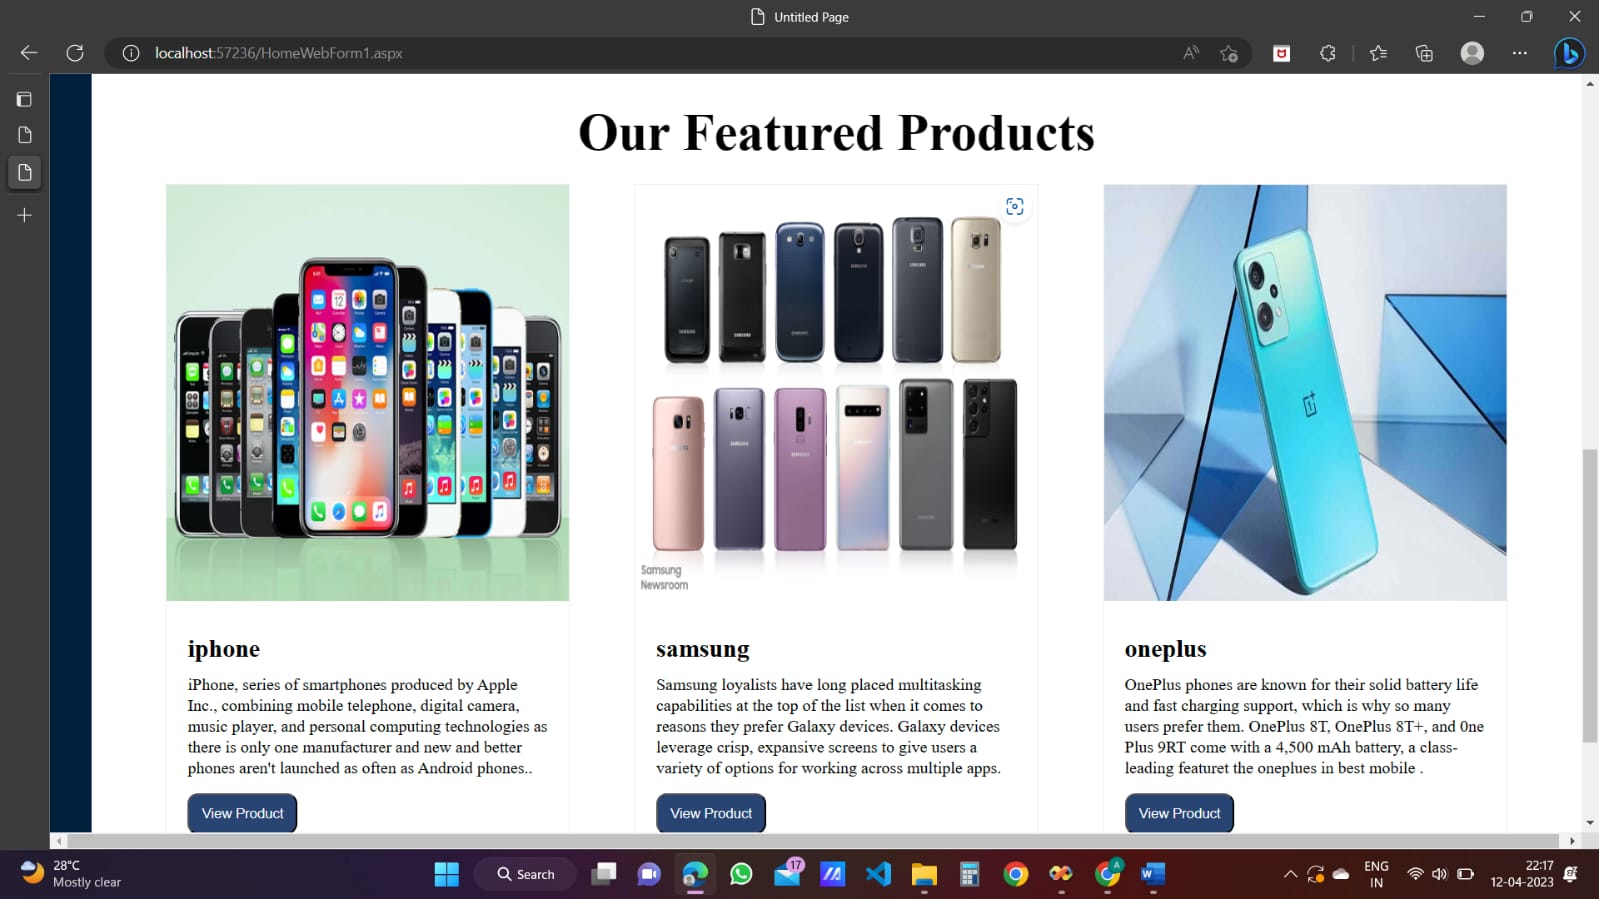 Untitled Page
localhost:57236/HomeWebForm1.aspx
Our Featured Products
Samsung
Newsroom
iphone
iPhone, series of smartphones produced by Apple
Inc., combining mobile telephone, digital camera,
music player, and personal computing technologies as
there is only one manufacturer and new and better
phones aren't launched as often as Android phones..
View Product
samsung
Samsung loyalists have long placed multitasking
capabilities at the top of the list when it comes to
reasons they prefer Galaxy devices. Galaxy devices
leverage crisp, expansive screens to give users a
variety of options for working across multiple apps.
View Product
oneplus
OnePlus phones are known for their solid battery life
and fast charging support, which is why so many
users prefer them. OnePlus 8T, OnePlus 8T+, and 0ne
Plus 9RT come with a 4,500 mAh battery, a class-
leading featuret the oneplues in best mobile .
View Product
28°C
Mostly clear
Search
17
ENG
IN
22:17
12-04-2023